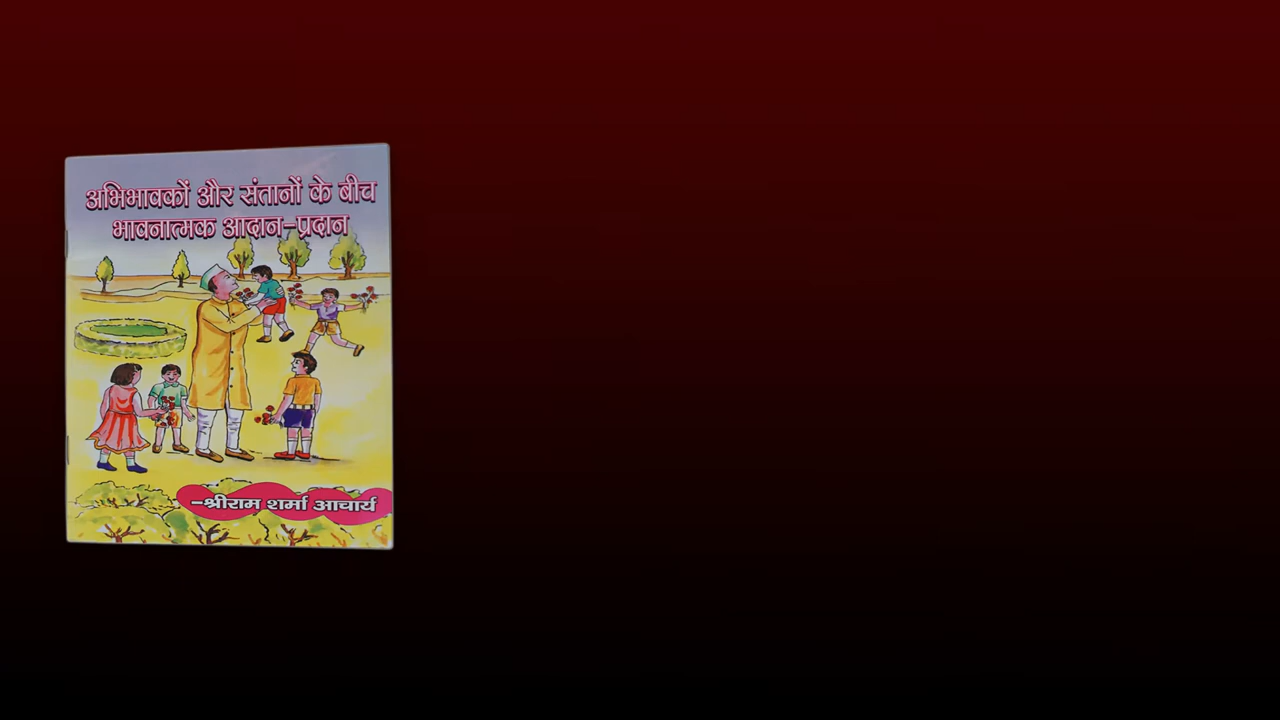 अभिभावकों और संतानों के बीच
भावनात्मक आदान-प्रदान
-श्रीराम शर्मा आचार्य